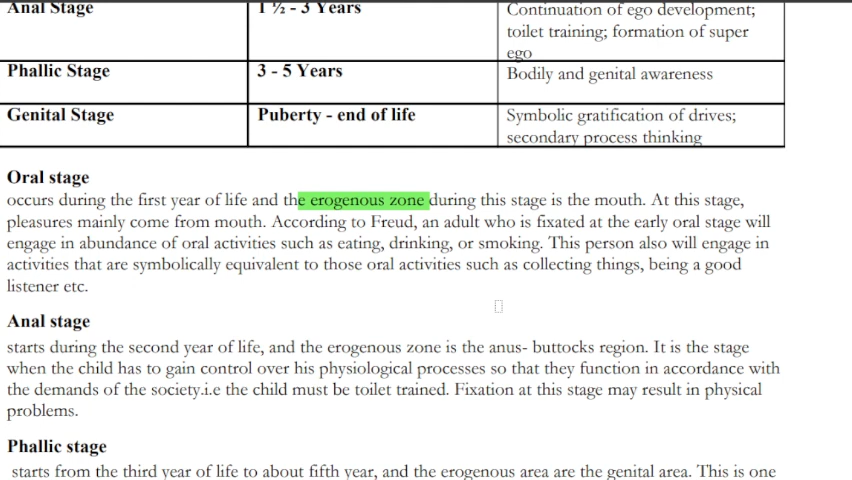 Anal Stage 1 ½ - 3 Years Continuation of ego development;
toilet training; formation of super
ego
Phallic Stage 3 - 5 Years Bodily and genital awareness
Genital Stage Puberty - end of life Symbolic gratification of drives;
secondary process thinking
Oral stage
occurs during the first year of life and the erogenous zone during this stage is the mouth. At this stage,
pleasures mainly come from mouth. According to Freud, an adult who is fixated at the early oral stage will
engage in abundance of oral activities such as eating, drinking, or smoking. This person also will engage in
activities that are symbolically equivalent to those oral activities such as collecting things, being a good
listener etc.
Anal stage
starts during the second year of life, and the erogenous zone is the anus- buttocks region. It is the stage
when the child has to gain control over his physiological processes so that they function in accordance with
the demands of the society.i.e the child must be toilet trained. Fixation at this stage may result in physical
problems.
Phallic stage
starts from the third year of life to about fifth year, and the erogenous area are the genital area. This is one